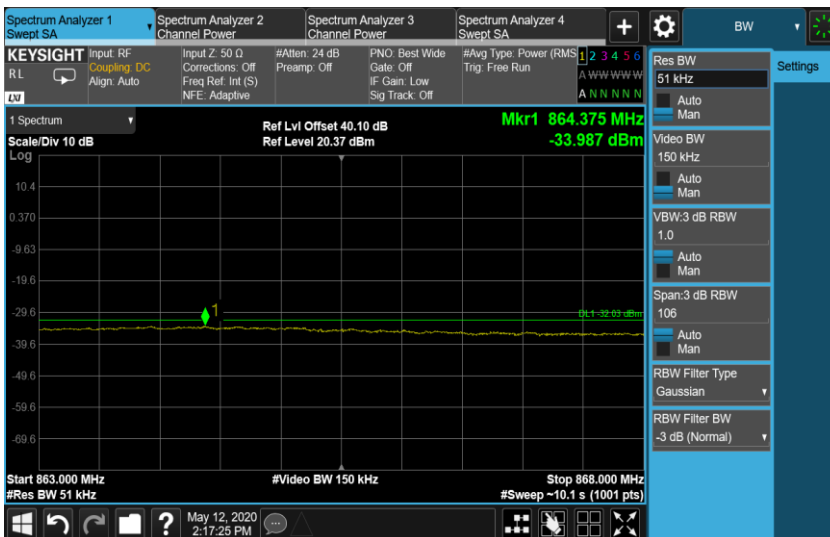 Spectrum Analyzer 1
Swept SA
Spectrum Analyzer 2
Channel Power
Spectrum Analyzer 3
Channel Power
Spectrum Analyzer 4
Swept SA
+
BW
KEYSIGHT
RL
LXI
Input: RF
Coupling: DC
Align: Auto
Input Z: 50 Ω
Corrections: Off
Freq Ref: Int (S)
NFE: Adaptive
#Atten: 24 dB
Preamp: Off
PNO: Best Wide
Gate: Off
IF Gain: Low
Sig Track: Off
#Avg Type: Power (RMS
Trig: Free Run
1 2 3 4 5 6
A W W W W W
A N N N N N
1 Spectrum
Scale/Div 10 dB
Ref Lvl Offset 40.10 dB
Ref Level 20.37 dBm
Mkr1 864.375 MHz
-33.987 dBm
Log
10.4
0.370
-9.63
-19.6
-29.6
-39.6
-49.6
-59.6
-69.6
1
DL1 -32.03 dBm
Start 863.000 MHz
#Res BW 51 kHz
#Video BW 150 kHz
Stop 868.000 MHz
#Sweep ~10.1 s (1001 pts)
Res BW
51 kHz
Auto
Man
Video BW
150 kHz
Auto
Man
VBW:3 dB RBW
1.0
Auto
Man
Span:3 dB RBW
106
Auto
Man
RBW Filter Type
Gaussian
RBW Filter BW
-3 dB (Normal)
Settings
?
May 12, 2020
2:17:25 PM